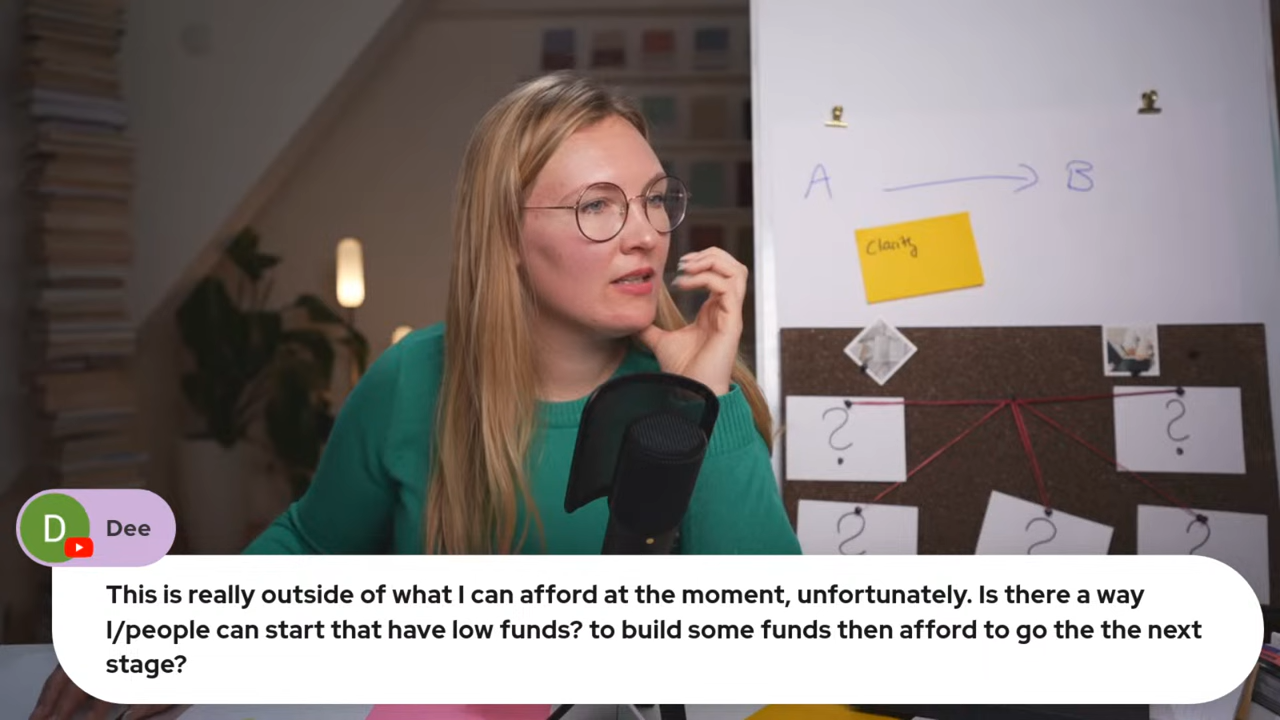 A → B
Clarity
?
?
?
?
?
D
Dee
This is really outside of what I can afford at the moment, unfortunately. Is there a way
I/people can start that have low funds? to build some funds then afford to go the the next
stage?